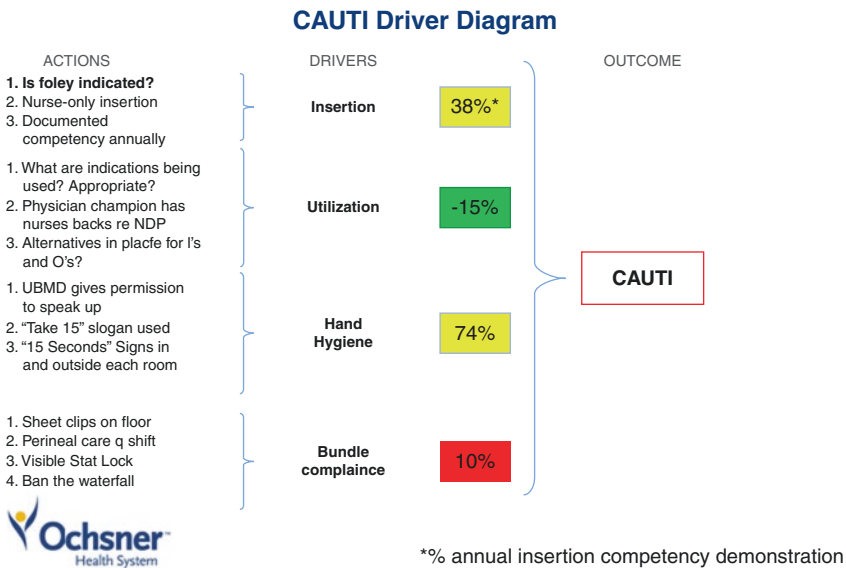 CAUTI Driver Diagram
ACTIONS
DRIVERS
OUTCOME
1. Is foley indicated?
2. Nurse-only insertion
3. Documented
competency annually
Insertion
38%*
1. What are indications being
used? Appropriate?
2. Physician champion has
nurses backs re NDP
3. Alternatives in placfe for I's
and O's?
Utilization
-15%
CAUTI
1. UBMD gives permission
to speak up
2. “Take 15” slogan used
3. “15 Seconds” Signs in
and outside each room
Hand
Hygiene
74%
1. Sheet clips on floor
2. Perineal care q shift
3. Visible Stat Lock
4. Ban the waterfall
Bundle
complaince
10%
Ochsner™
Health System
*% annual insertion competency demonstration